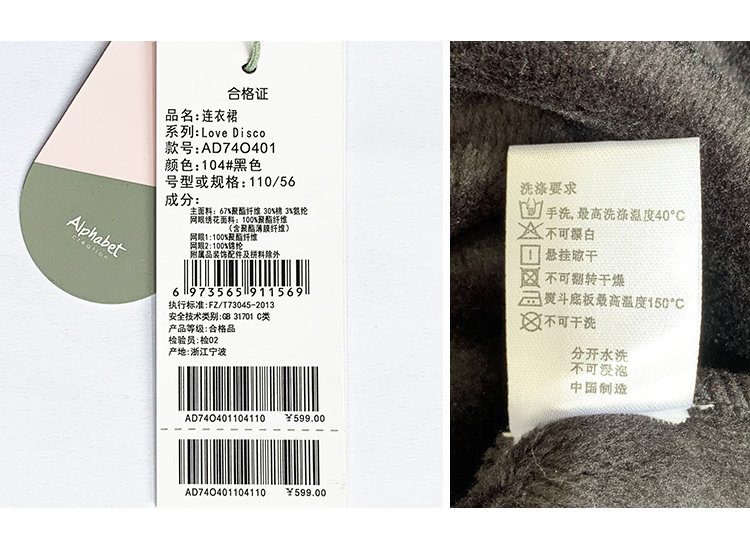 Alphabet
creation
合格证
品名:连衣裙
系列:Love Disco
款号:AD74O401
颜色:104#黑色
号型或规格:110/56
成分:
主面料:67%聚酯纤维 30%棉 3%氨纶
网眼绣花面料:100%聚酯纤维
(含聚酯薄膜纤维)
网眼1:100%聚酯纤维
网眼2:100%锦纶
附属品装饰配件及拼料除外
6 973565 911569
执行标准:FZ/T73045-2013
安全技术类别:GB 31701 C类
产品等级:合格品
检验员:检02
产地:浙江宁波
AD74O401104110 ¥599.00
AD74O401104110 ¥599.00
洗涤要求
手洗,最高洗涤温度40°C
不可漂白
悬挂晾干
不可翻转干燥
熨斗底板最高温度150°C
不可干洗
分开水洗
不可浸泡
中国制造